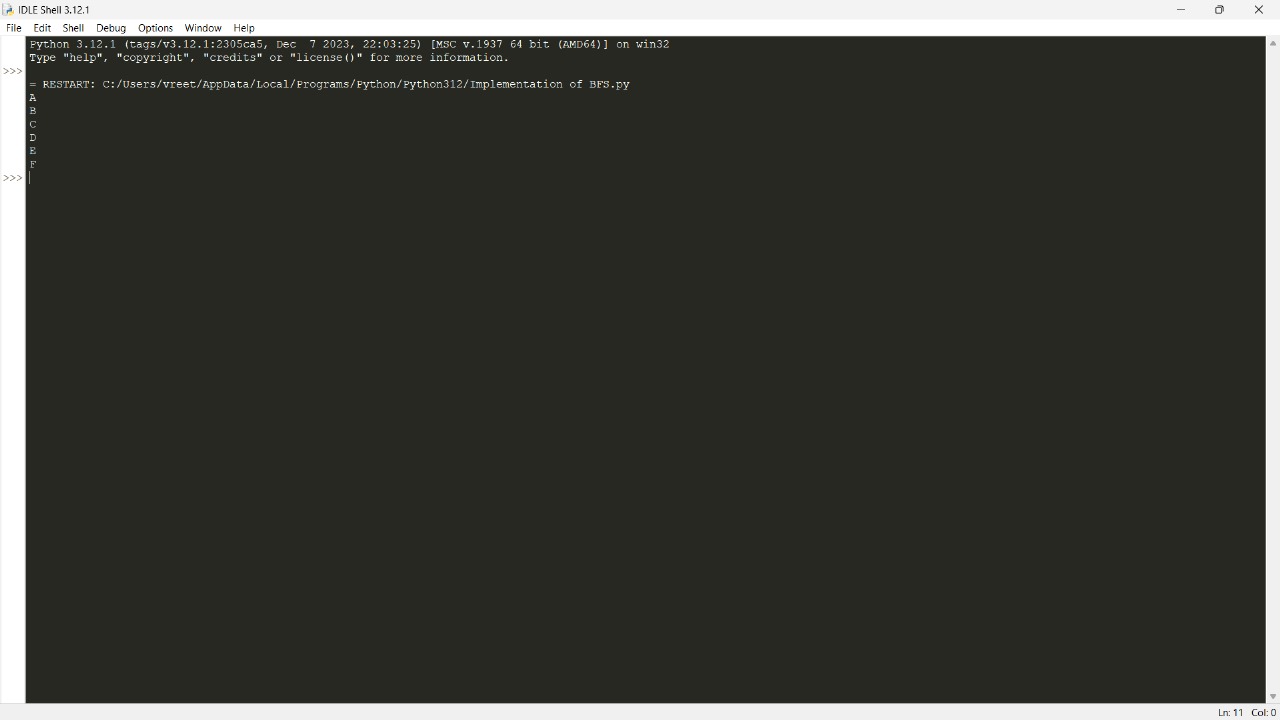 IDLE Shell 3.12.1
File Edit Shell Debug Options Window Help
Python 3.12.1 (tags/v3.12.1:2305ca5, Dec  7 2023, 22:03:25) [MSC v.1937 64 bit (AMD64)] on win32
Type "help", "copyright", "credits" or "license()" for more information.
>>>
= RESTART: C:/Users/vreet/AppData/Local/Programs/Python/Python312/Implementation of BFS.py
A
B
C
D
E
F
>>>
Ln: 11 Col: 0